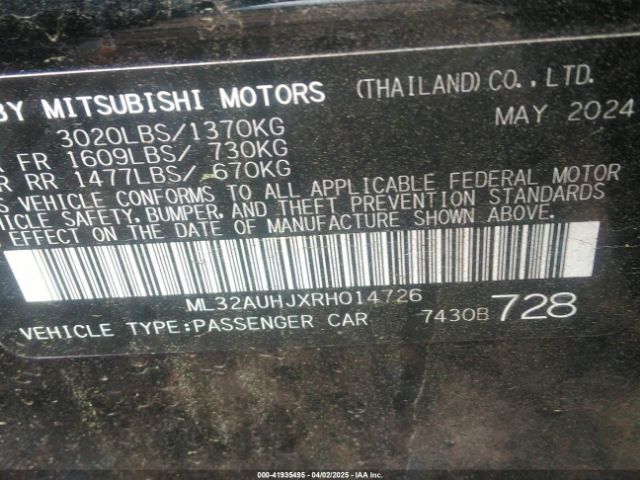 BY MITSUBISHI MOTORS (THAILAND) CO., LTD.
3020LBS/1370KG MAY 2024
FR 1609LBS/ 730KG
RR 1477LBS/ 670KG
VEHICLE CONFORMS TO ALL APPLICABLE FEDERAL MOTOR
SAFETY, BUMPER, AND THEFT PREVENTION STANDARDS
EFFECT ON THE DATE OF MANUFACTURE SHOWN ABOVE.
ML32AUHJXRH014726
VEHICLE TYPE:PASSENGER CAR 7430B 728
000-41935495 - 04/02/2025 - IAA Corp.